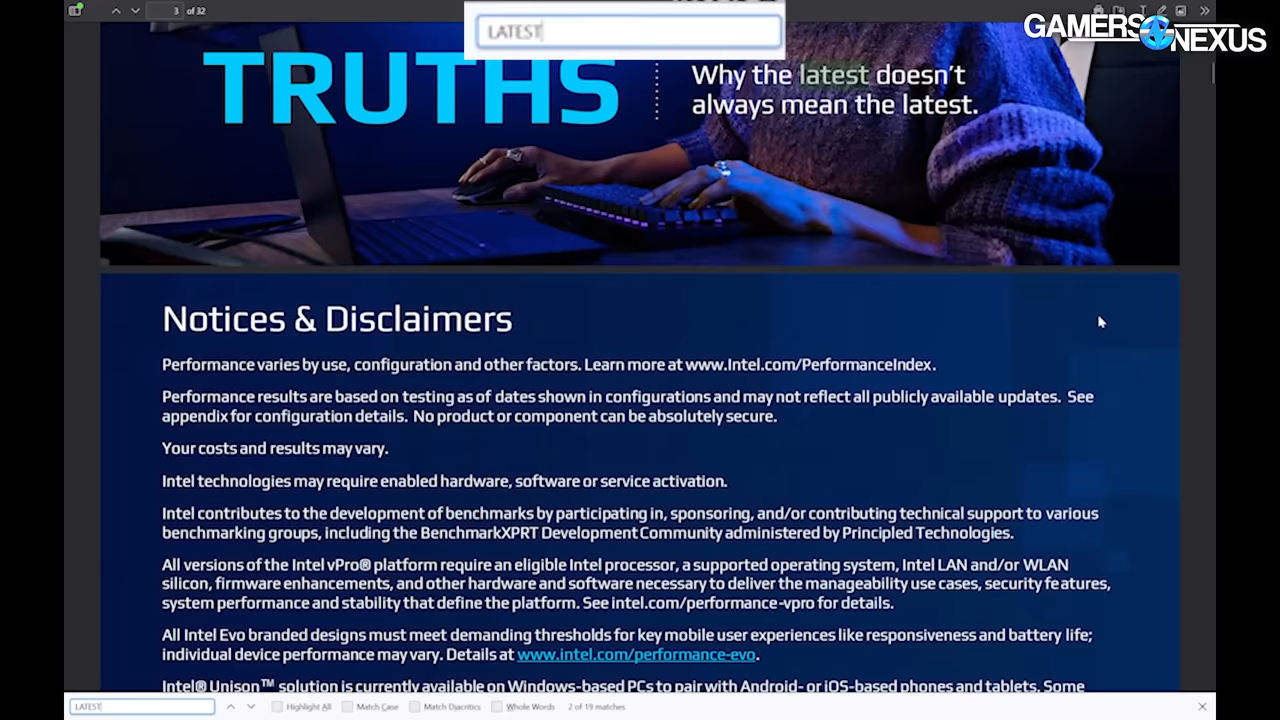 3 of 32
LATEST
GAMERS NEXUS
TRUTHS
Why the latest doesn't
always mean the latest.
Notices & Disclaimers
Performance varies by use, configuration and other factors. Learn more at www.Intel.com/PerformanceIndex.
Performance results are based on testing as of dates shown in configurations and may not reflect all publicly available updates. See
appendix for configuration details. No product or component can be absolutely secure.
Your costs and results may vary.
Intel technologies may require enabled hardware, software or service activation.
Intel contributes to the development of benchmarks by participating in, sponsoring, and/or contributing technical support to various
benchmarking groups, including the BenchmarkXPRT Development Community administered by Principled Technologies.
All versions of the Intel vPro® platform require an eligible Intel processor, a supported operating system, Intel LAN and/or WLAN
silicon, firmware enhancements, and other hardware and software necessary to deliver the manageability use cases, security features,
system performance and stability that define the platform. See intel.com/performance-vpro for details.
All Intel Evo branded designs must meet demanding thresholds for key mobile user experiences like responsiveness and battery life;
individual device performance may vary. Details at www.intel.com/performance-evo.
Intel® Unison™ solution is currently available on Windows-based PCs to pair with Android- or iOS-based phones and tablets. Some
LATEST Highlight All Match Case Match Diacritics Whole Words 2 of 19 matches